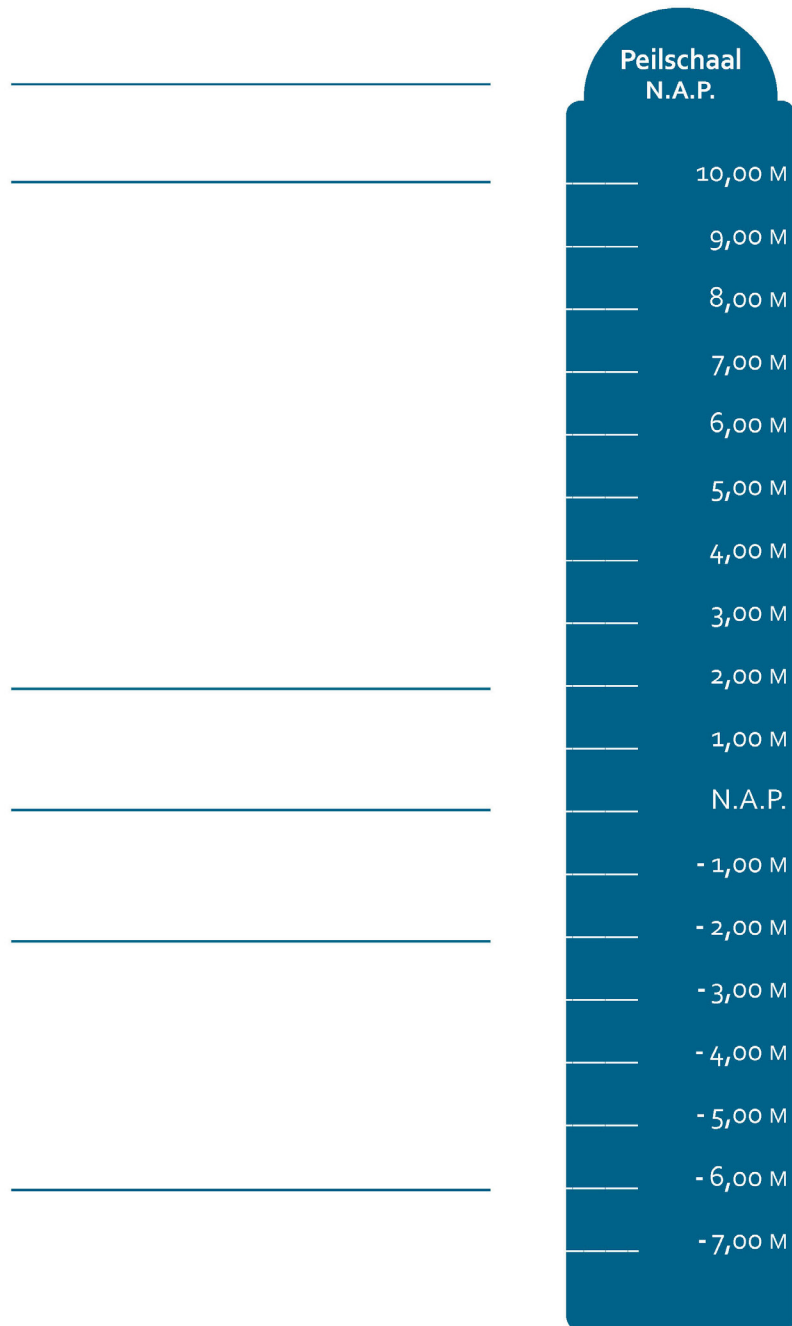 Peilschaal
N.A.P.
10,00 M
9,00 M
8,00 M
7,00 M
6,00 M
5,00 M
4,00 M
3,00 M
2,00 M
1,00 M
N.A.P.
- 1,00 M
- 2,00 M
- 3,00 M
- 4,00 M
- 5,00 M
- 6,00 M
- 7,00 M